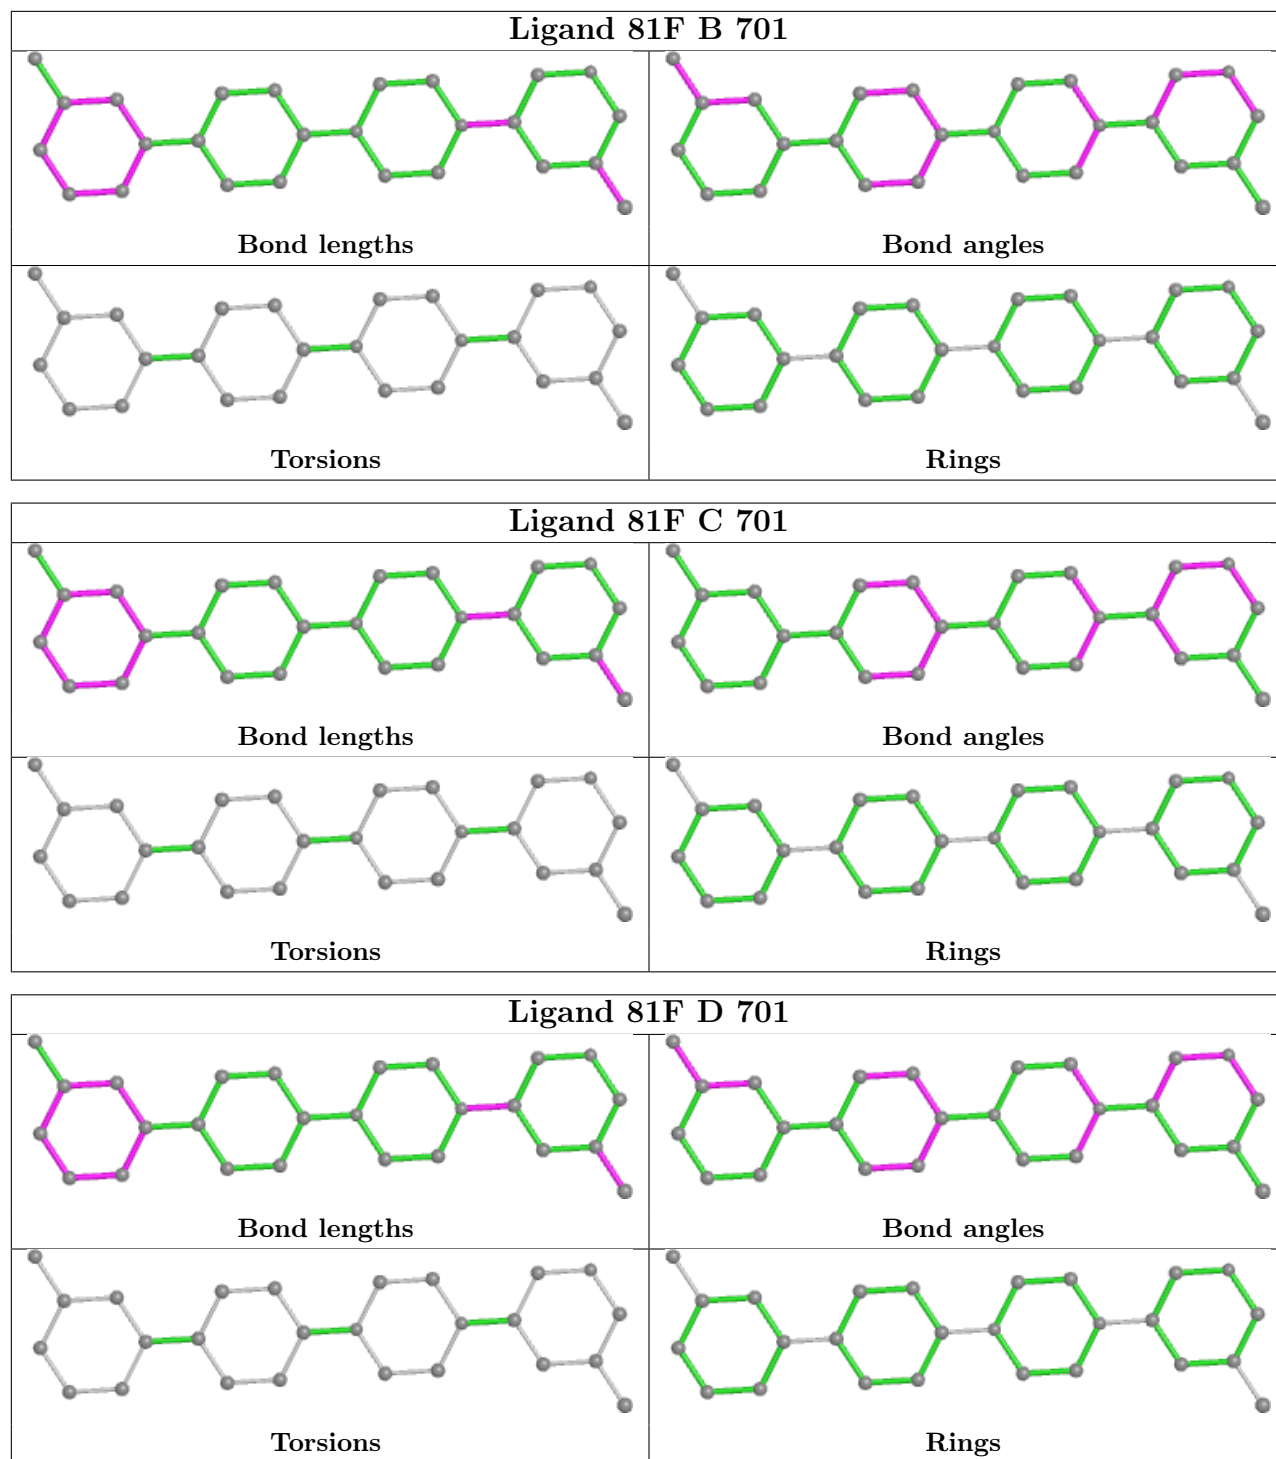 Ligand 81F B 701
Bond lengths
Bond angles
Torsions
Rings
Ligand 81F C 701
Bond lengths
Bond angles
Torsions
Rings
Ligand 81F D 701
Bond lengths
Bond angles
Torsions
Rings